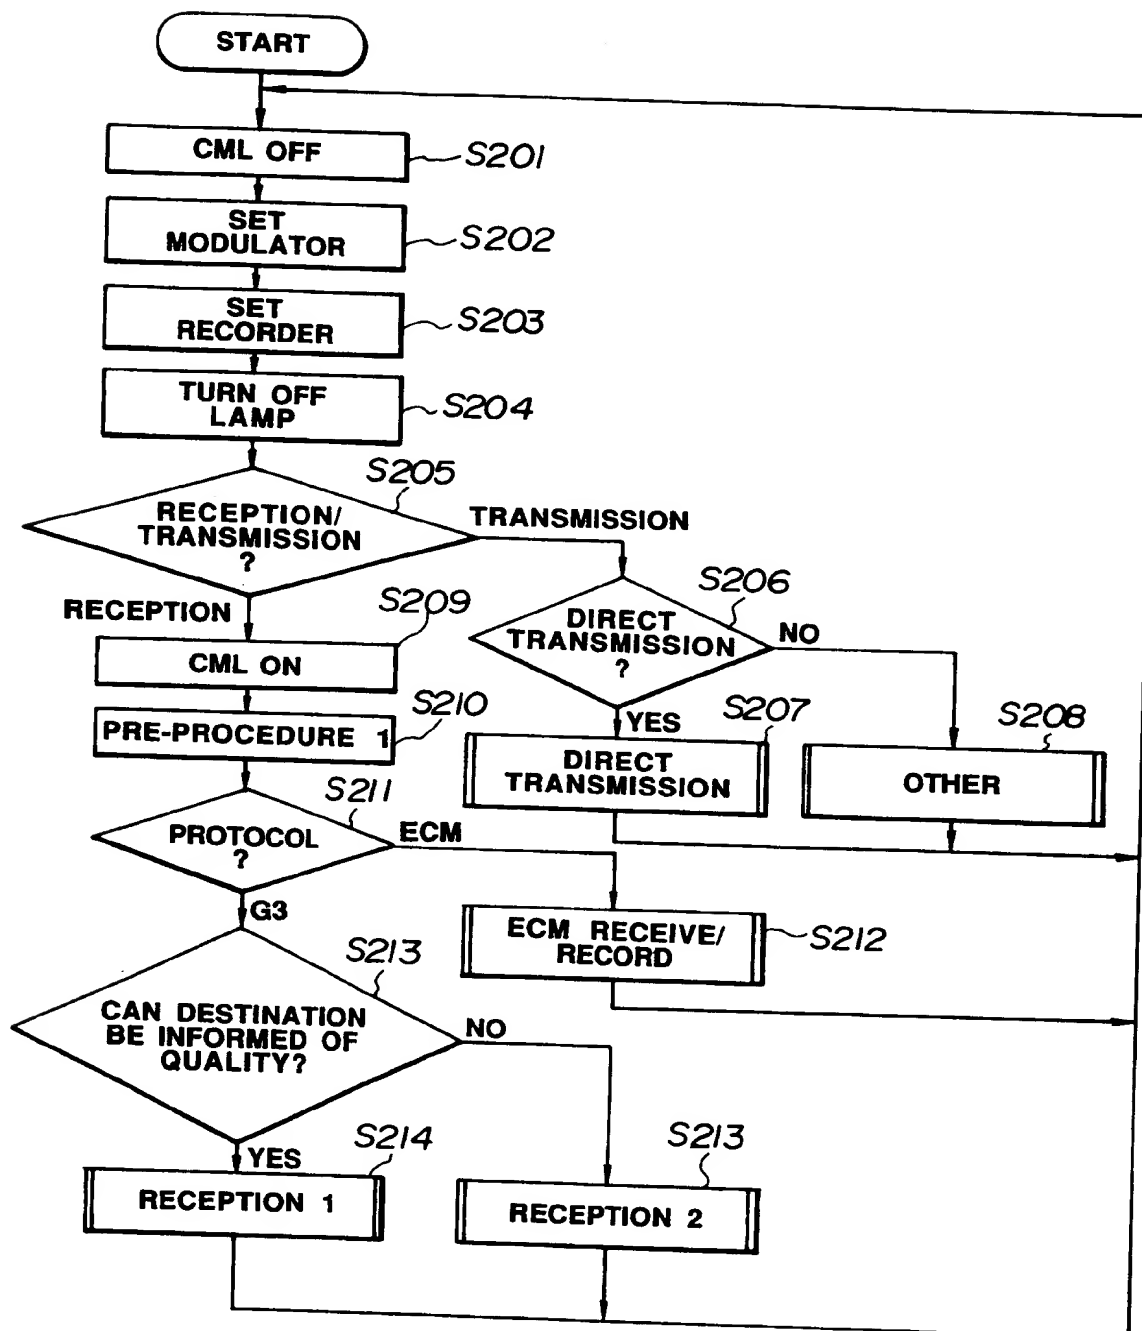 START
CML OFF
S201
SET
MODULATOR
S202
SET
RECORDER
S203
TURN OFF
LAMP
S204
S205
RECEPTION/
TRANSMISSION
?
TRANSMISSION
S206
DIRECT
TRANSMISSION
?
NO
RECEPTION
S209
CML ON
S210
PRE-PROCEDURE 1
YES
S207
DIRECT
TRANSMISSION
S208
OTHER
S211
PROTOCOL
?
ECM
G3
ECM RECEIVE/
RECORD
S212
S213
CAN DESTINATION
BE INFORMED OF
QUALITY?
NO
YES
S214
RECEPTION 1
S213
RECEPTION 2